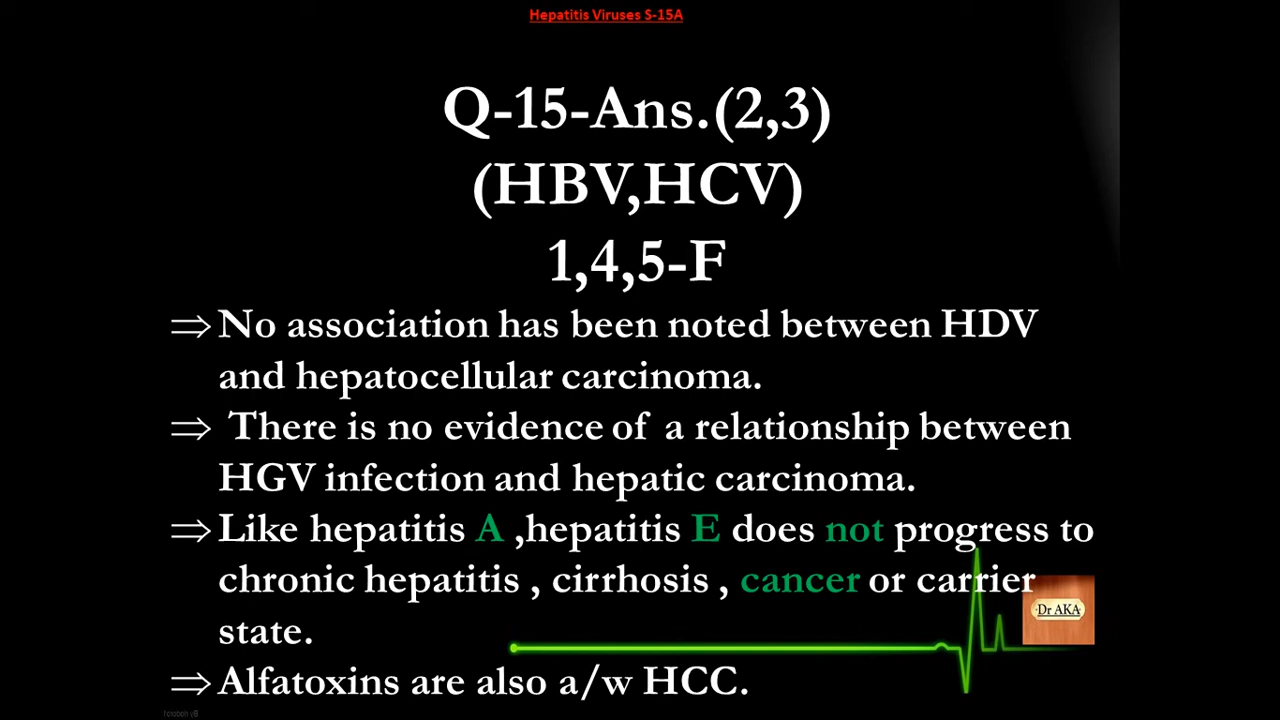 Hepatitis Viruses S-15A
Q-15-Ans.(2,3)
(HBV,HCV)
1,4,5-F
⇒No association has been noted between HDV
and hepatocellular carcinoma.
⇒ There is no evidence of a relationship between
HGV infection and hepatic carcinoma.
⇒Like hepatitis A ,hepatitis E does not progress to
chronic hepatitis , cirrhosis , cancer or carrier
state.
Dr AKA
⇒Alfatoxins are also a/w HCC.